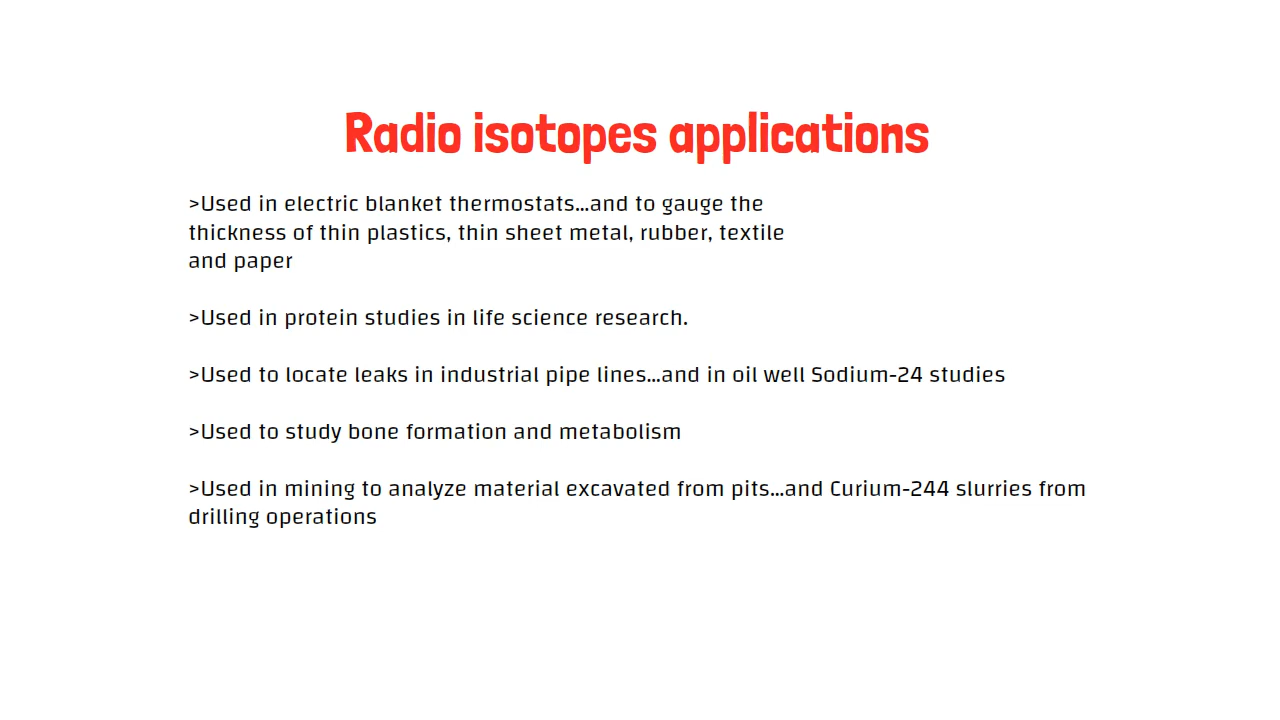 Radio isotopes applications
>Used in electric blanket thermostats...and to gauge the
thickness of thin plastics, thin sheet metal, rubber, textile
and paper
>Used in protein studies in life science research.
>Used to locate leaks in industrial pipe lines...and in oil well Sodium-24 studies
>Used to study bone formation and metabolism
>Used in mining to analyze material excavated from pits...and Curium-244 slurries from
drilling operations